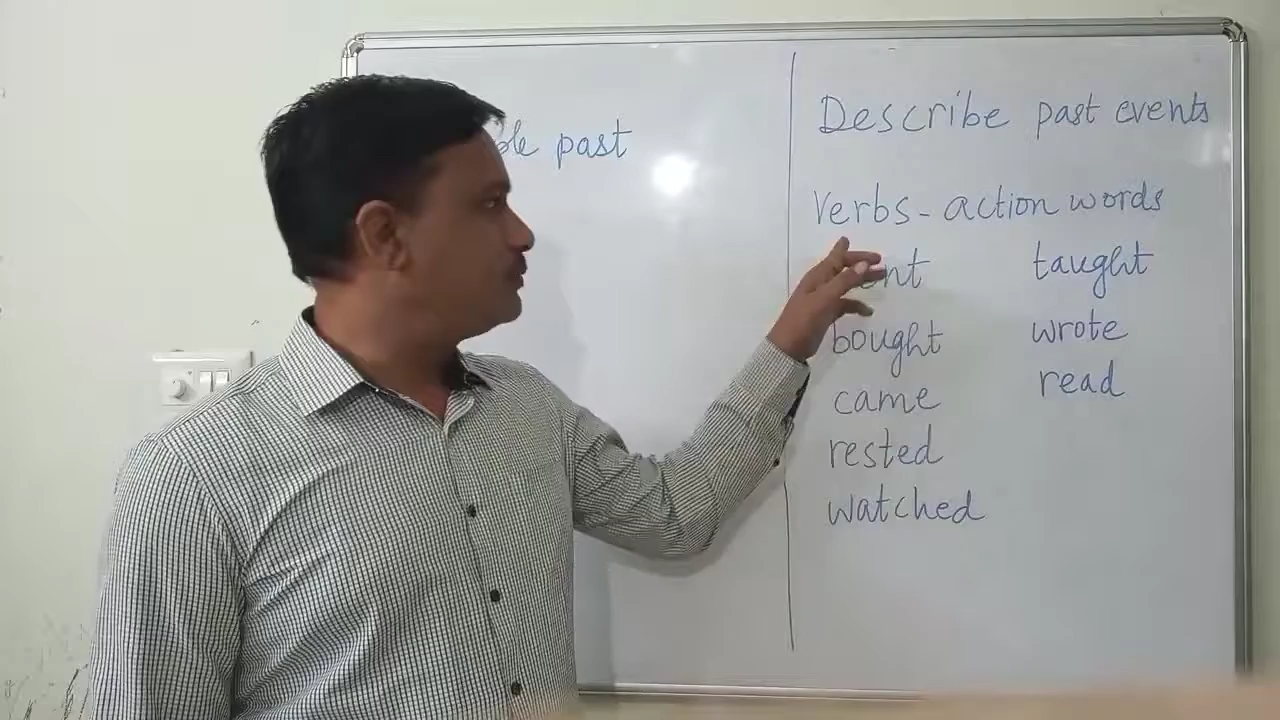 past
Describe past events
Verbs - action words
taught
bought
wrote
came
read
rested
watched